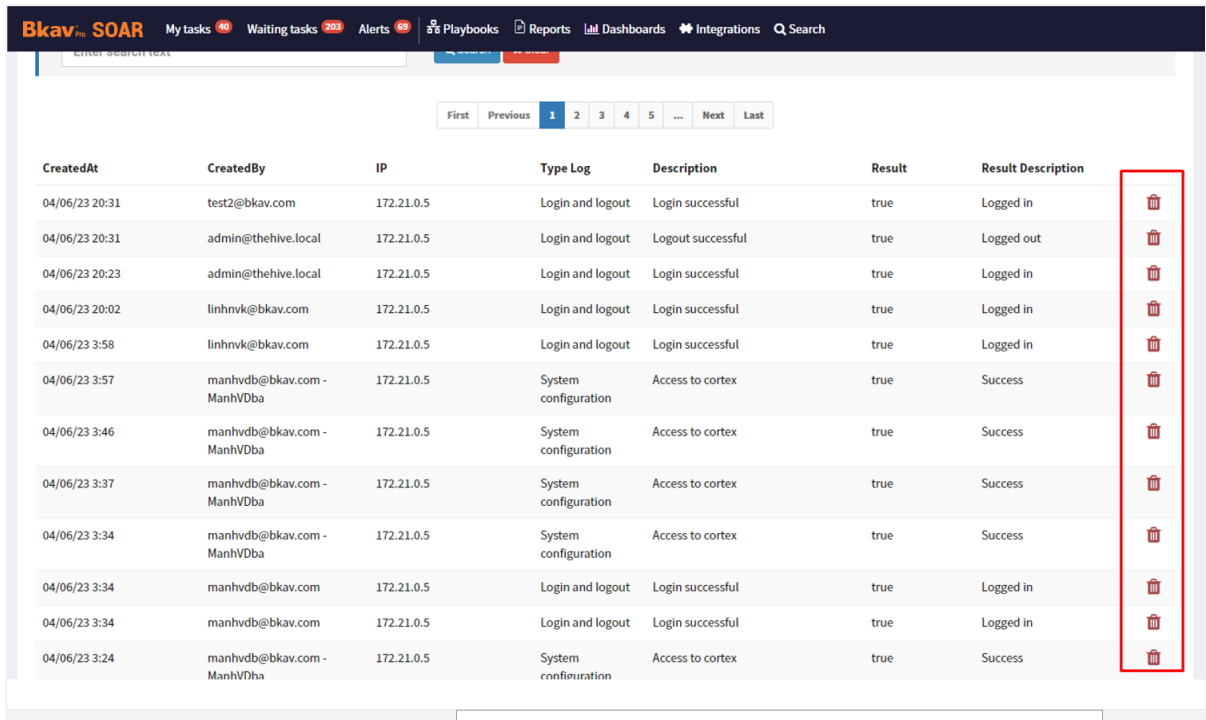 Bkav Pro SOAR My tasks 40 Waiting tasks 203 Alerts 69 Playbooks Reports Dashboards Integrations Search
Enter search text Search Clear
First Previous 1 2 3 4 5 ... Next Last
CreatedAt CreatedBy IP Type Log Description Result Result Description
04/06/23 20:31 test2@bkav.com 172.21.0.5 Login and logout Login successful true Logged in
04/06/23 20:31 admin@thehive.local 172.21.0.5 Login and logout Logout successful true Logged out
04/06/23 20:23 admin@thehive.local 172.21.0.5 Login and logout Login successful true Logged in
04/06/23 20:02 linhnvk@bkav.com 172.21.0.5 Login and logout Login successful true Logged in
04/06/23 3:58 linhnvk@bkav.com 172.21.0.5 Login and logout Login successful true Logged in
04/06/23 3:57 manhvdb@bkav.com - 172.21.0.5 System Access to cortex true Success
ManhVDba configuration
04/06/23 3:46 manhvdb@bkav.com - 172.21.0.5 System Access to cortex true Success
ManhVDba configuration
04/06/23 3:37 manhvdb@bkav.com - 172.21.0.5 System Access to cortex true Success
ManhVDba configuration
04/06/23 3:34 manhvdb@bkav.com - 172.21.0.5 System Access to cortex true Success
ManhVDba configuration
04/06/23 3:34 manhvdb@bkav.com 172.21.0.5 Login and logout Login successful true Logged in
04/06/23 3:34 manhvdb@bkav.com 172.21.0.5 Login and logout Login successful true Logged in
04/06/23 3:24 manhvdb@bkav.com - 172.21.0.5 System Access to cortex true Success
ManhVDba configuration